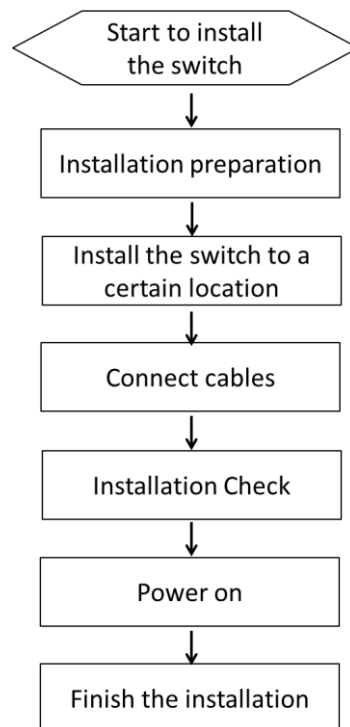 Start to install
the switch
Installation preparation
Install the switch to a
certain location
Connect cables
Installation Check
Power on
Finish the installation